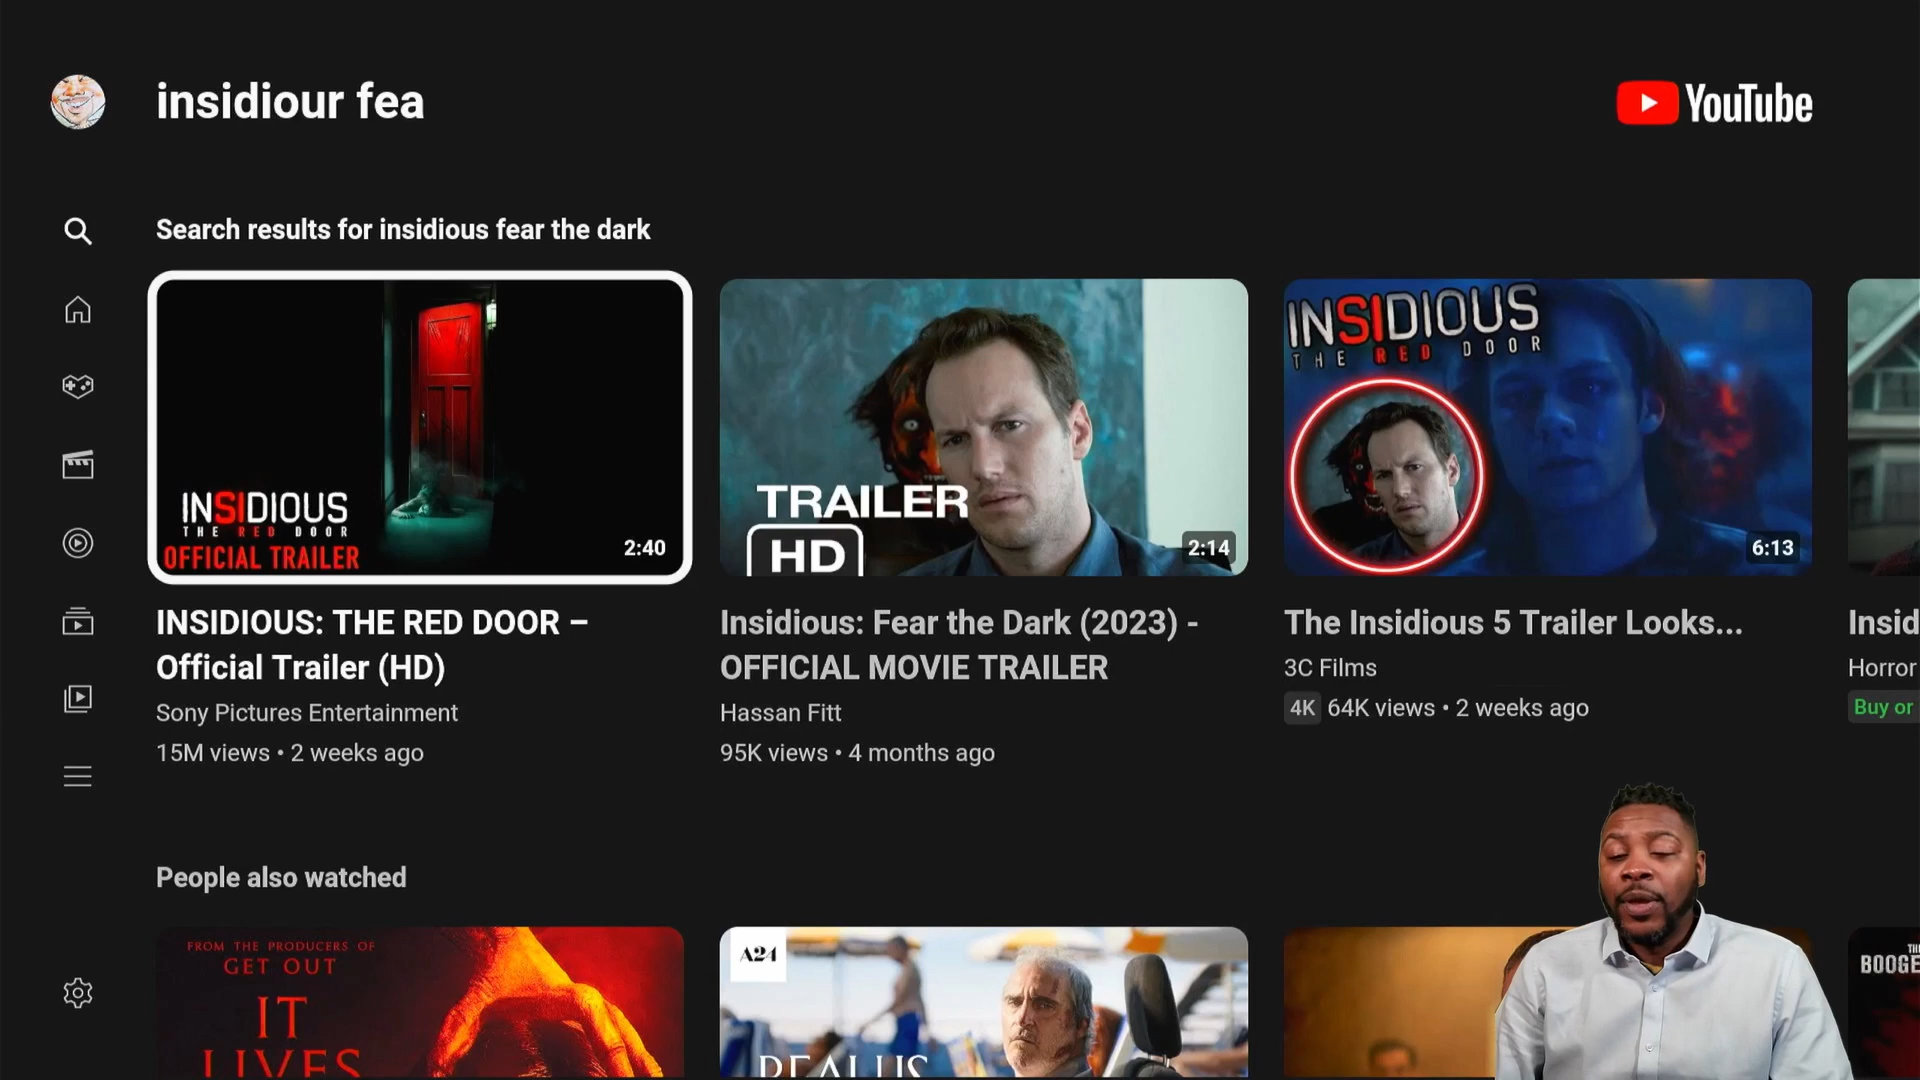 insidiour fea
YouTube
Search results for insidious fear the dark
INSIDIOUS
THE RED DOOR
OFFICIAL TRAILER
2:40
TRAILER
HD
2:14
INSIDIOUS
THE RED DOOR
6:13
INSIDIOUS: THE RED DOOR –
Official Trailer (HD)
Sony Pictures Entertainment
15M views • 2 weeks ago
Insidious: Fear the Dark (2023) -
OFFICIAL MOVIE TRAILER
Hassan Fitt
95K views • 4 months ago
The Insidious 5 Trailer Looks...
3C Films
4K 64K views • 2 weeks ago
Insid
Horror
Buy or
People also watched
FROM THE PRODUCERS OF
GET OUT
IT
LIVES
A24
BEAU IS
TH
BOOGE